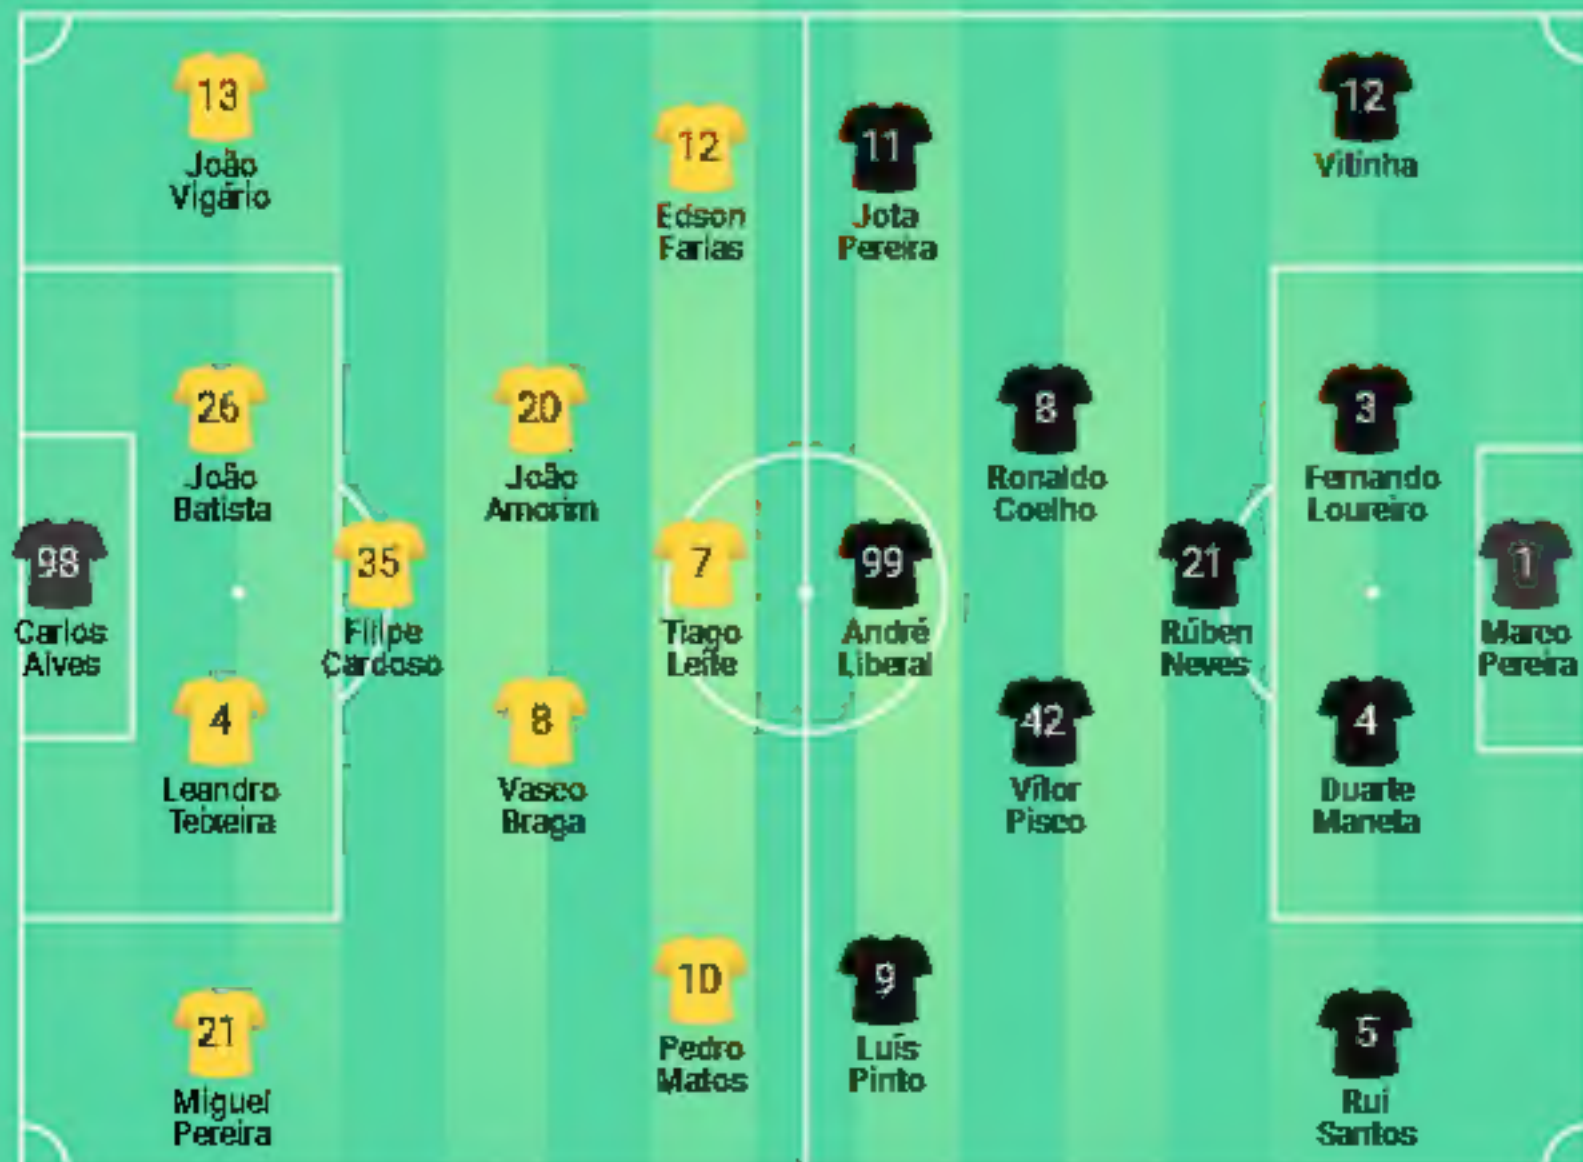 13
João
Vigário
12
Edson
Farias
11
Jota
Pereira
12
Vitinha
26
João
Batista
20
João
Amorim
8
Ronaldo
Coelho
3
Fernando
Loureiro
98
Carlos
Alves
35
Filipe
Cardoso
7
Tiago
Leite
99
André
Liberal
21
Rúben
Neves
1
Marco
Pereira
4
Leandro
Teixeira
8
Vasco
Braga
42
Vítor
Pisco
4
Duarte
Maneta
10
Pedro
Matos
9
Luís
Pinto
21
Miguel
Pereira
5
Rui
Santos